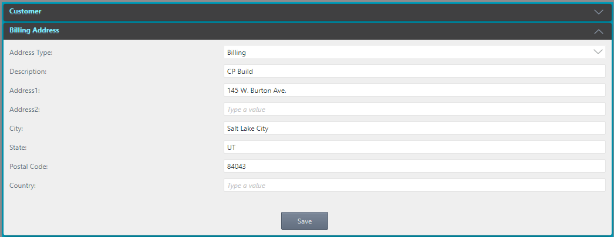 Customer
Billing Address
Address Type: Billing
Description: CP Build
Address1: 145 W. Burton Ave.
Address2: Type a value
City: Salt Lake City
State: UT
Postal Code: 84043
Country: Type a value
Save